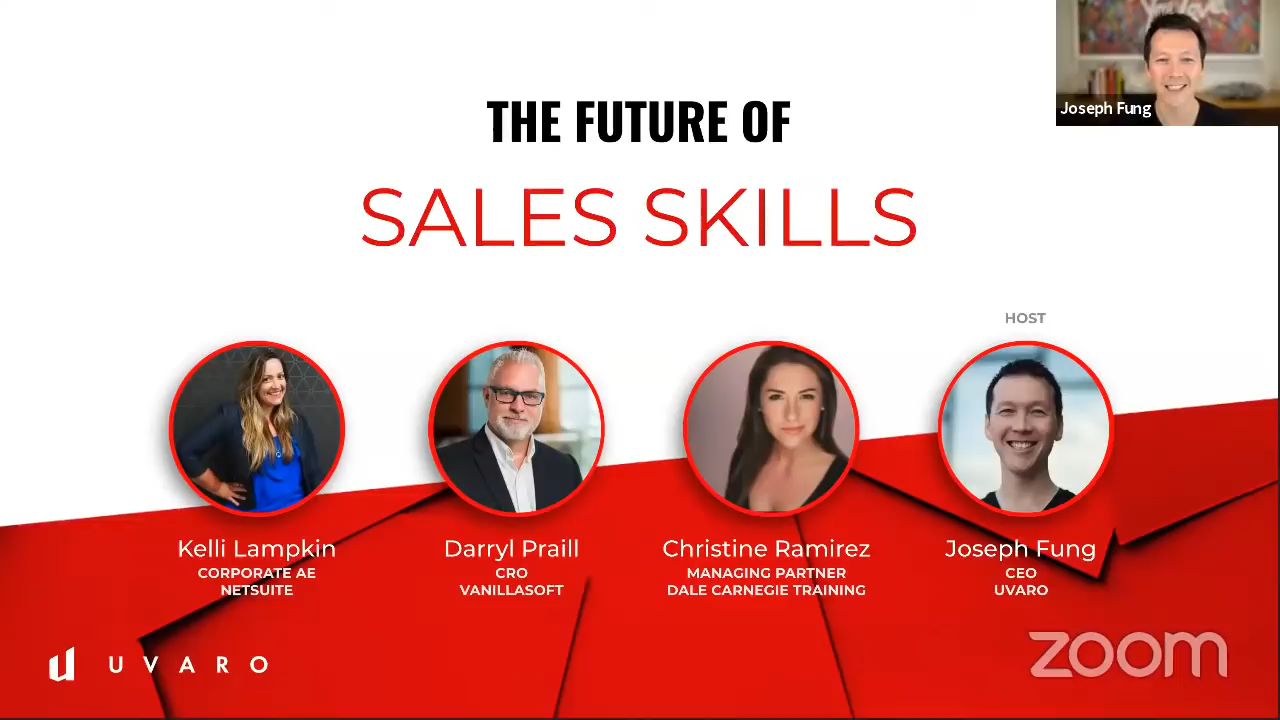 Joseph Fung
THE FUTURE OF
SALES SKILLS
HOST
Kelli Lampkin
CORPORATE AE
NETSUITE
Darryl Praill
CRO
VANILLASOFT
Christine Ramirez
MANAGING PARTNER
DALE CARNEGIE TRAINING
Joseph Fung
CEO
UVARO
UVARO
zoom